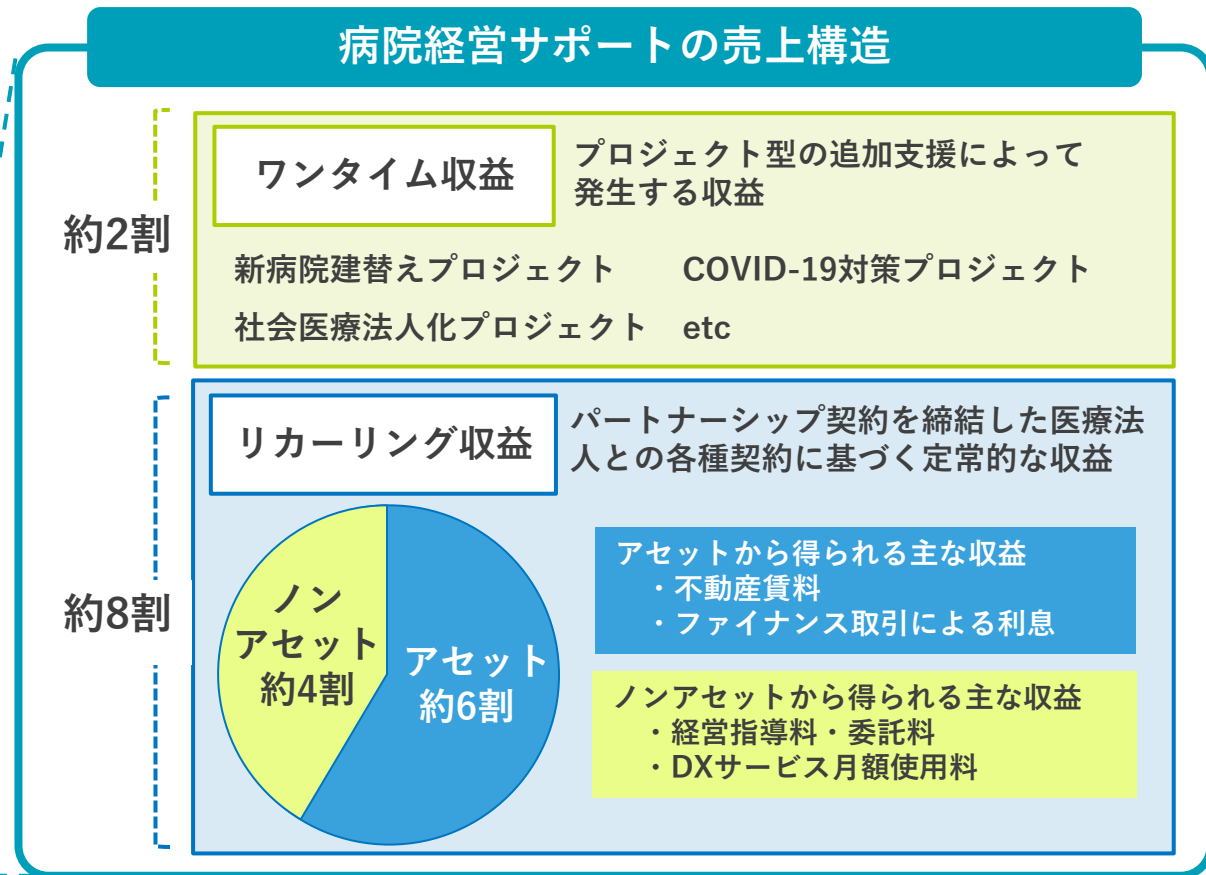 病院経営サポートの売上構造
約2割
ワンタイム収益
プロジェクト型の追加支援によって
発生する収益
新病院建替えプロジェクト
COVID-19対策プロジェクト
社会医療法人化プロジェクト
etc
約8割
リカーリング収益
パートナーシップ契約を締結した医療法
人との各種契約に基づく定常的な収益
ノン
アセット
約4割
アセット
約6割
アセットから得られる主な収益
・不動産賃料
・ファイナンス取引による利息
ノンアセットから得られる主な収益
・経営指導料・委託料
・DXサービス月額使用料